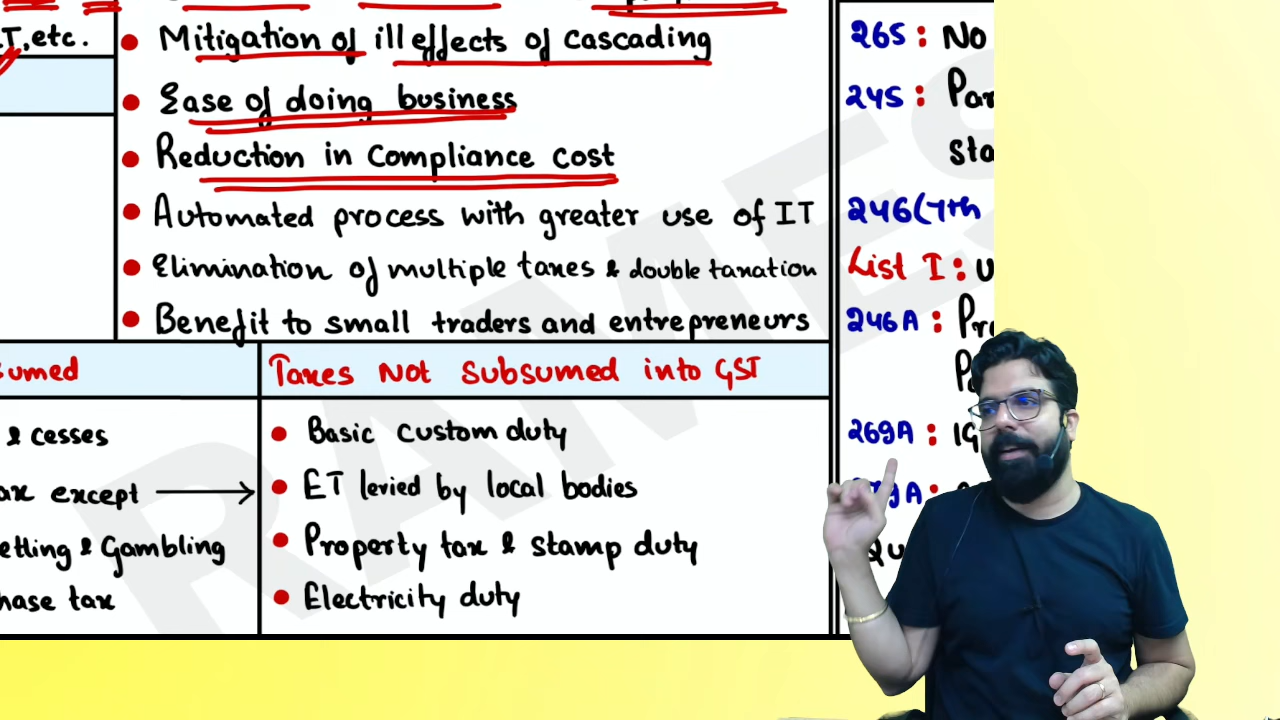 T, etc.
• Mitigation of ill effects of cascading
• Ease of doing business
• Reduction in compliance cost
• Automated process with greater use of IT
• Elimination of multiple taxes & double taxation
• Benefit to small traders and entrepreneurs
sumed
& cesses
ax except →
etting & Gambling
hase tax
Taxes Not Subsumed into GST
• Basic custom duty
• ET levied by local bodies
• Property tax & stamp duty
• Electricity duty
265 : No
245 : Par
Sta
246(7th
List I : U
246A : Pr
269A :
RAMES